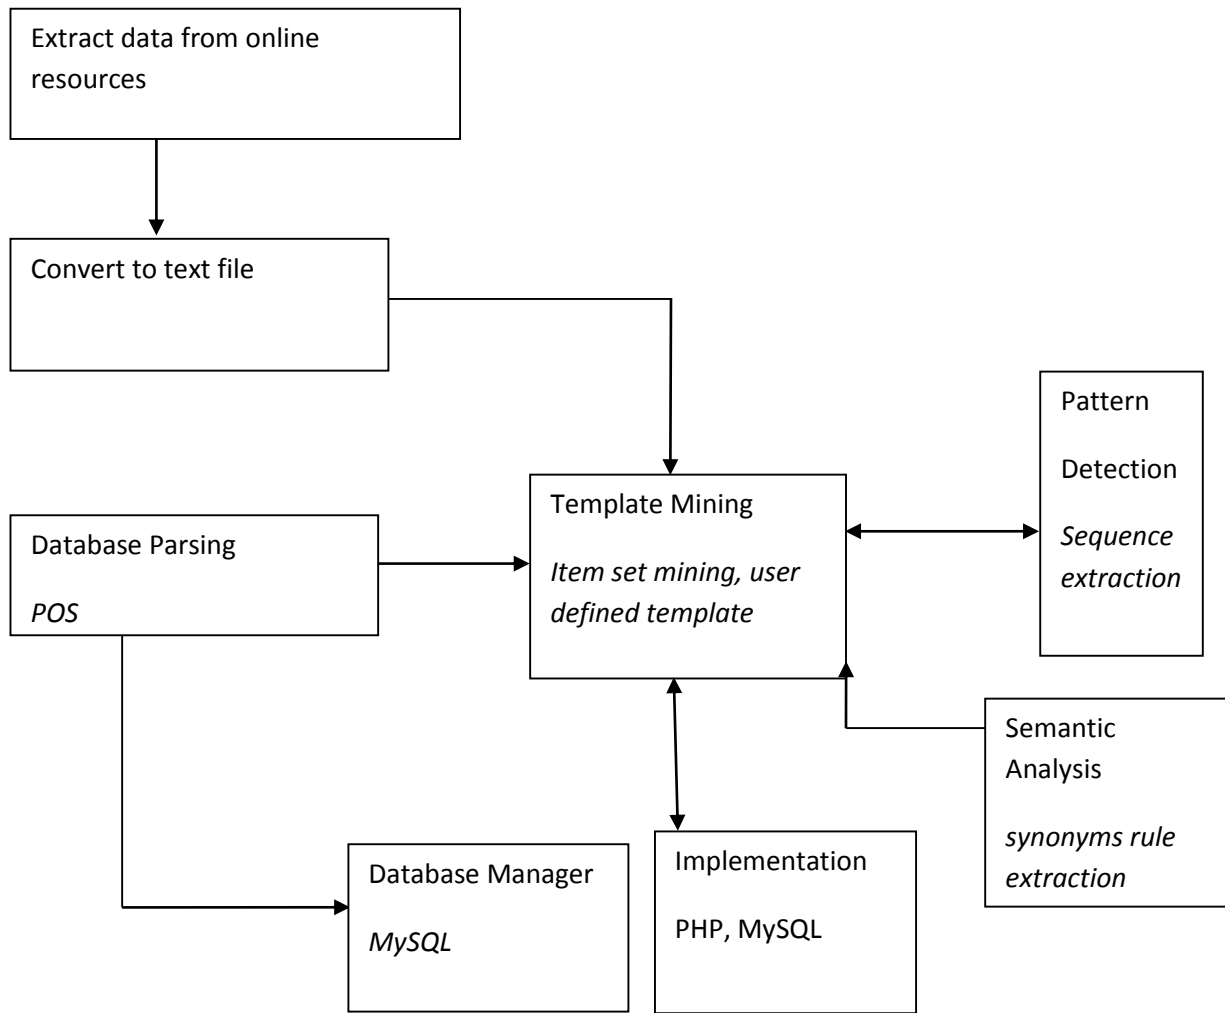 Extract data from online
resources
Convert to text file
Pattern
Detection
Sequence
extraction
Template Mining
Item set mining, user
defined template
Database Parsing
POS
Semantic
Analysis
synonyms rule
extraction
Database Manager
MySQL
Implementation
PHP, MySQL